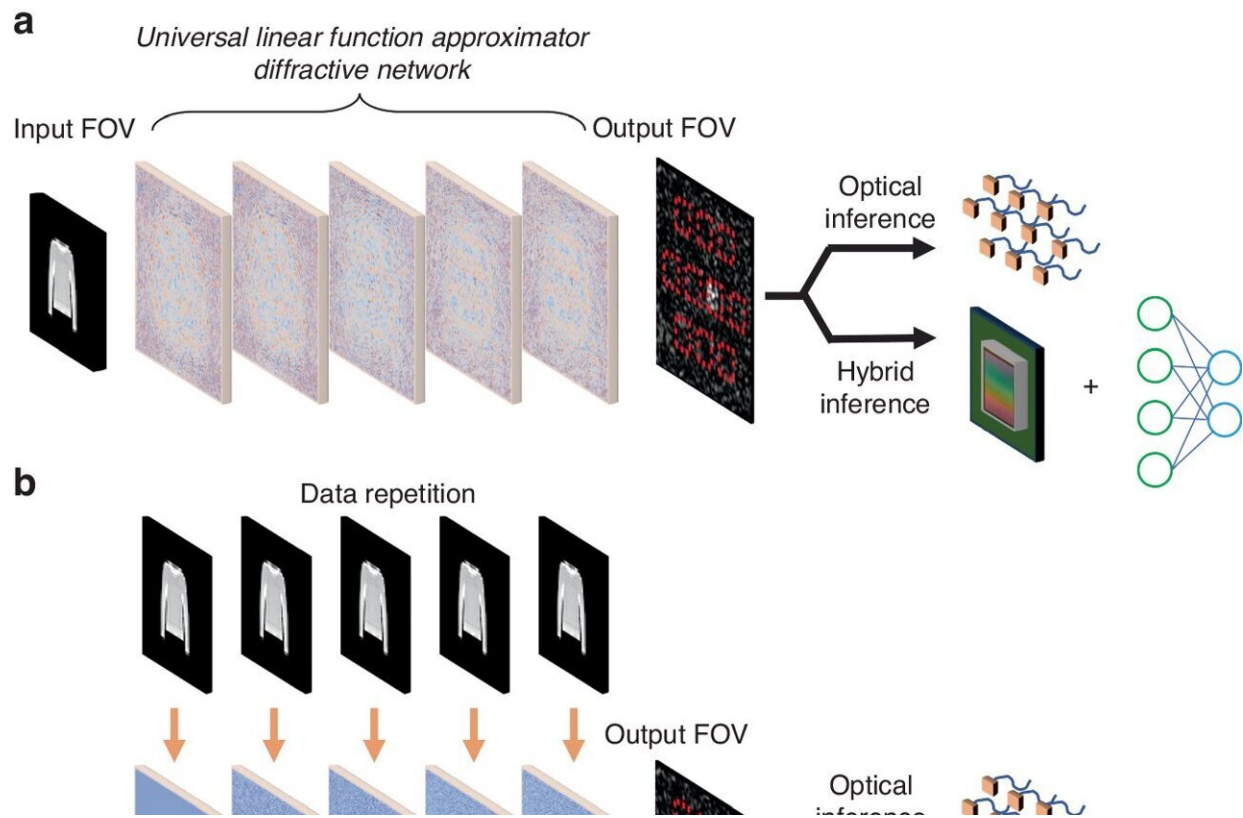 a
Universal linear function approximator
diffractive network
Input FOV
Output FOV
Optical
inference
Hybrid
inference
+
b
Data repetition
Output FOV
Optical
inference